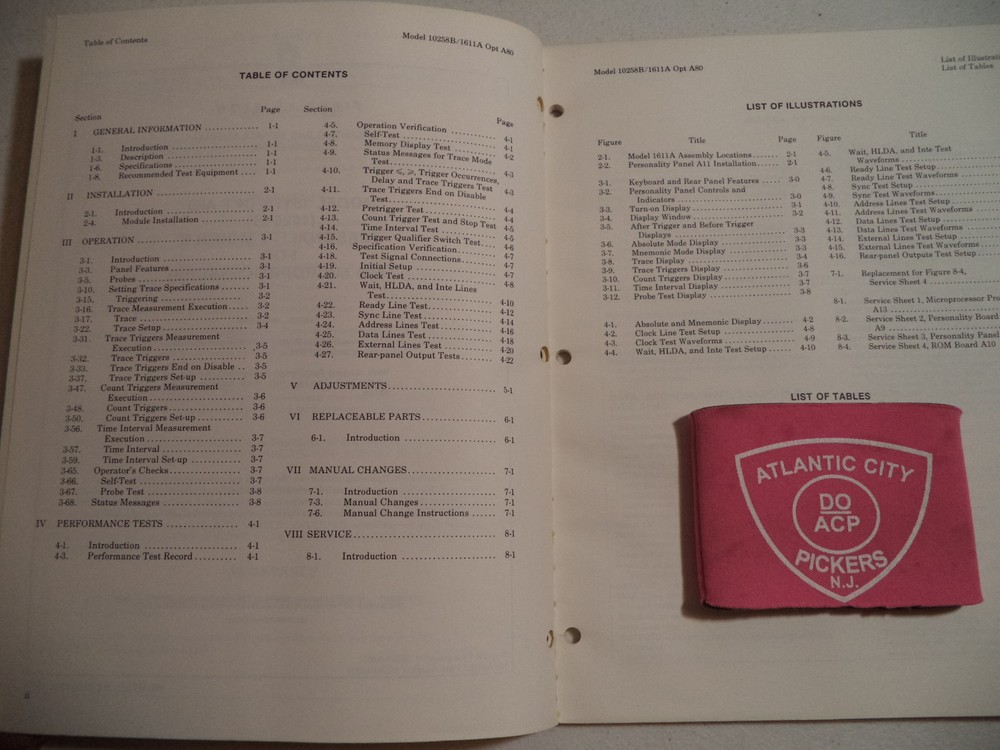 Table of Contents
Model 10258B/1611A Opt A80
TABLE OF CONTENTS
Section Page
I GENERAL INFORMATION .............. 1-1
1-1. Introduction .................... 1-1
1-3. Description ..................... 1-1
1-6. Specifications .................. 1-1
1-8. Recommended Test Equipment .... 1-1
II INSTALLATION ......................... 2-1
2-1. Introduction .................... 2-1
2-4. Module Installation .............. 2-1
III OPERATION ........................... 3-1
3-1. Introduction ..................... 3-1
3-3. Panel Features ................... 3-1
3-5. Probes .......................... 3-1
3-10. Setting Trace Specifications ....... 3-1
3-15. Triggering ....................... 3-2
3-16. Trace Measurement Execution ..... 3-2
3-17. Trace ........................... 3-2
3-22. Trace Setup ..................... 3-4
3-31. Trace Triggers Measurement
Execution ....................... 3-5
3-32. Trace Triggers .................. 3-5
3-33. Trace Triggers End on Disable .. 3-5
3-37. Trace Triggers Set-up ........... 3-5
3-47. Count Triggers Measurement
Execution ....................... 3-6
3-48. Count Triggers .................. 3-6
3-50. Count Triggers Set-up ........... 3-6
3-56. Time Interval Measurement
Execution ....................... 3-7
3-57. Time Interval ................... 3-7
3-59. Time Interval Set-up ............ 3-7
3-65. Operator's Checks ................ 3-7
3-66. Self-Test ....................... 3-7
3-67. Probe Test ...................... 3-8
3-68. Status Messages .................. 3-8
IV PERFORMANCE TESTS ................. 4-1
4-1. Introduction ..................... 4-1
4-3. Performance Test Record .......... 4-1
Section Page
4-5. Operation Verification ............ 4-1
4-7. Self-Test ....................... 4-1
4-8. Memory Display Test ............. 4-2
4-9. Status Messages for Trace Mode
Test ............................ 4-3
4-10. Trigger ≤, ≥, Trigger Occurrences,
Delay and Trace Triggers Test 4-3
4-11. Trace Triggers End on Disable
Test ............................ 4-4
4-12. Pretrigger Test .................. 4-4
4-13. Count Trigger Test and Stop Test 4-5
4-14. Time Interval Test ............... 4-5
4-15. Trigger Qualifier Switch Test .... 4-6
4-16. Specification Verification ......... 4-7
4-18. Test Signal Connections .......... 4-7
4-19. Initial Setup .................... 4-7
4-20. Clock Test ...................... 4-8
4-21. Wait, HLDA, and Inte Lines
Test ............................ 4-10
4-22. Ready Line Test ................. 4-12
4-23. Sync Line Test .................. 4-14
4-24. Address Lines Test .............. 4-16
4-25. Data Lines Test ................. 4-18
4-26. External Lines Test .............. 4-20
4-27. Rear-panel Output Tests ......... 4-22
V ADJUSTMENTS ......................... 5-1
VI REPLACEABLE PARTS ................. 6-1
6-1. Introduction ..................... 6-1
VII MANUAL CHANGES .................... 7-1
7-1. Introduction ..................... 7-1
7-3. Manual Changes .................. 7-1
7-6. Manual Change Instructions ...... 7-1
VIII SERVICE .............................. 8-1
8-1. Introduction ..................... 8-1
ii
Model 10258B/1611A Opt A80
List of
List of Tables
LIST OF ILLUSTRATIONS
Figure Title Page
2-1. Model 1611A Assembly Locations ...... 2-1
2-2. Personality Panel A11 Installation ..... 2-1
3-1. Keyboard and Rear Panel Features ..... 3-0
3-2. Personality Panel Controls and
Indicators .......................... 3-0
3-3. Turn-on Display ..................... 3-1
3-4. Display Window ..................... 3-2
3-5. After Trigger and Before Trigger
Displays ............................ 3-3
3-6. Absolute Mode Display ............... 3-3
3-7. Mnemonic Mode Display .............. 3-4
3-8. Trace Display ....................... 3-6
3-9. Trace Triggers Display ............... 3-7
3-10. Count Triggers Display .............. 3-7
3-11. Time Interval Display ................ 3-7
3-12. Probe Test Display .................. 3-8
4-1. Absolute and Mnemonic Display ....... 4-2
4-2. Clock Line Test Setup ................ 4-8
4-3. Clock Test Waveforms ................ 4-9
4-4. Wait, HLDA, and Inte Test Setup ...... 4-10
Figure Title
4-5. Wait, HLDA, and Inte Test
Waveforms
4-6. Ready Line Test Setup
4-7. Ready Line Test Waveforms
4-8. Sync Test Setup
4-9. Sync Test Waveforms
4-10. Address Lines Test Setup
4-11. Address Lines Test Waveforms
4-12. Data Lines Test Setup
4-13. Data Lines Test Waveforms
4-14. External Lines Test Setup
4-15. External Lines Test Waveforms
4-16. Rear-panel Outputs Test Setup
7-1. Replacement for Figure 8-4,
Service Sheet 4
8-1. Service Sheet 1, Microprocessor
A13
8-2. Service Sheet 2, Personality Board
A9
8-3. Service Sheet 3, Personality Panel
8-4. Service Sheet 4, ROM Board A10
LIST OF TABLES
ATLANTIC CITY
DO
ACP
PICKERS
N.J.